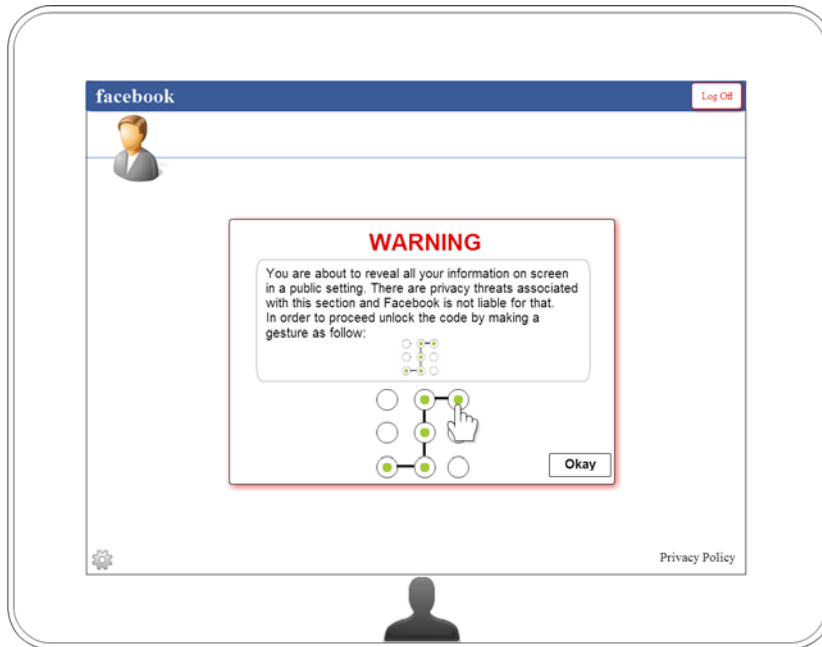 facebook
Log Off
WARNING
You are about to reveal all your information on screen
in a public setting. There are privacy threats associated
with this section and Facebook is not liable for that.
In order to proceed unlock the code by making a
gesture as follow:
Okay
Privacy Policy